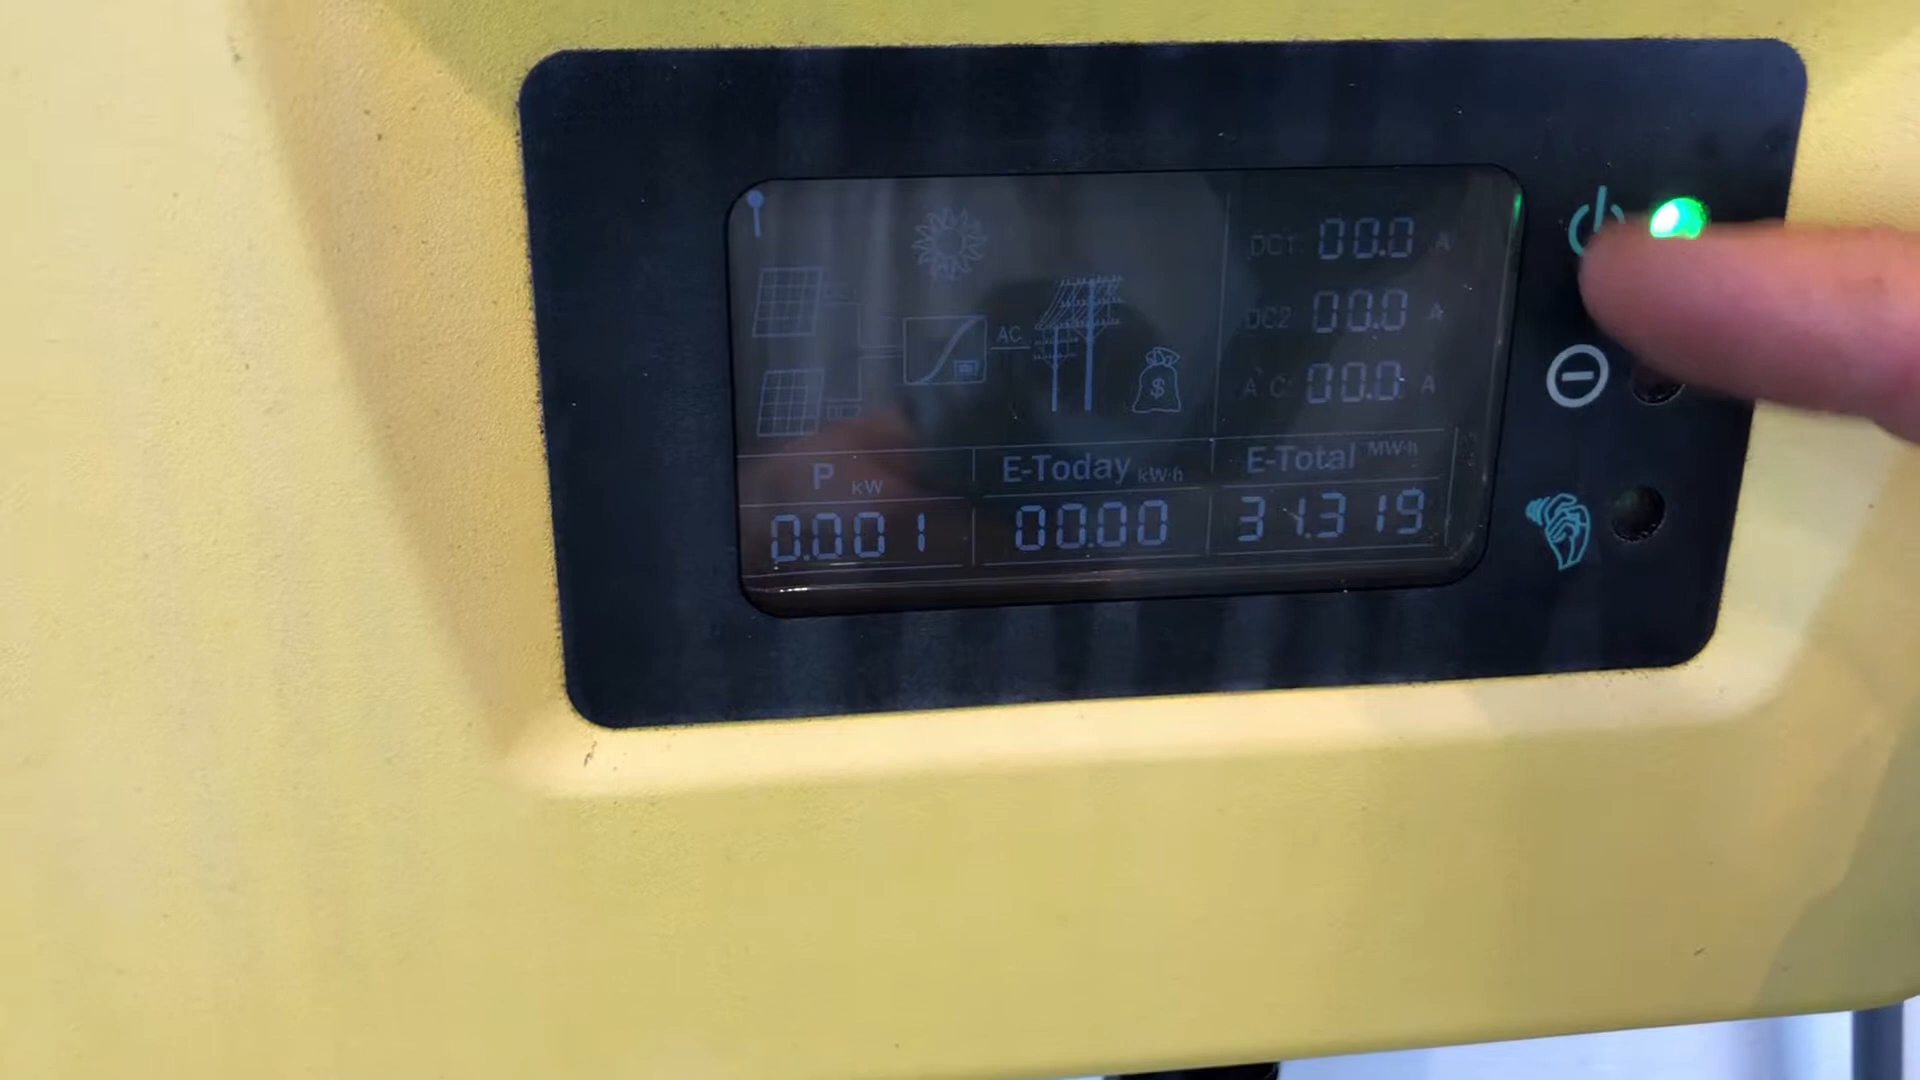 DC1 00.0 A
DC2 00.0 A
AC
$
A C 00.0 A
P kW
E-Today kW·h
E-Total MW·h
0.001
00.00
31.319